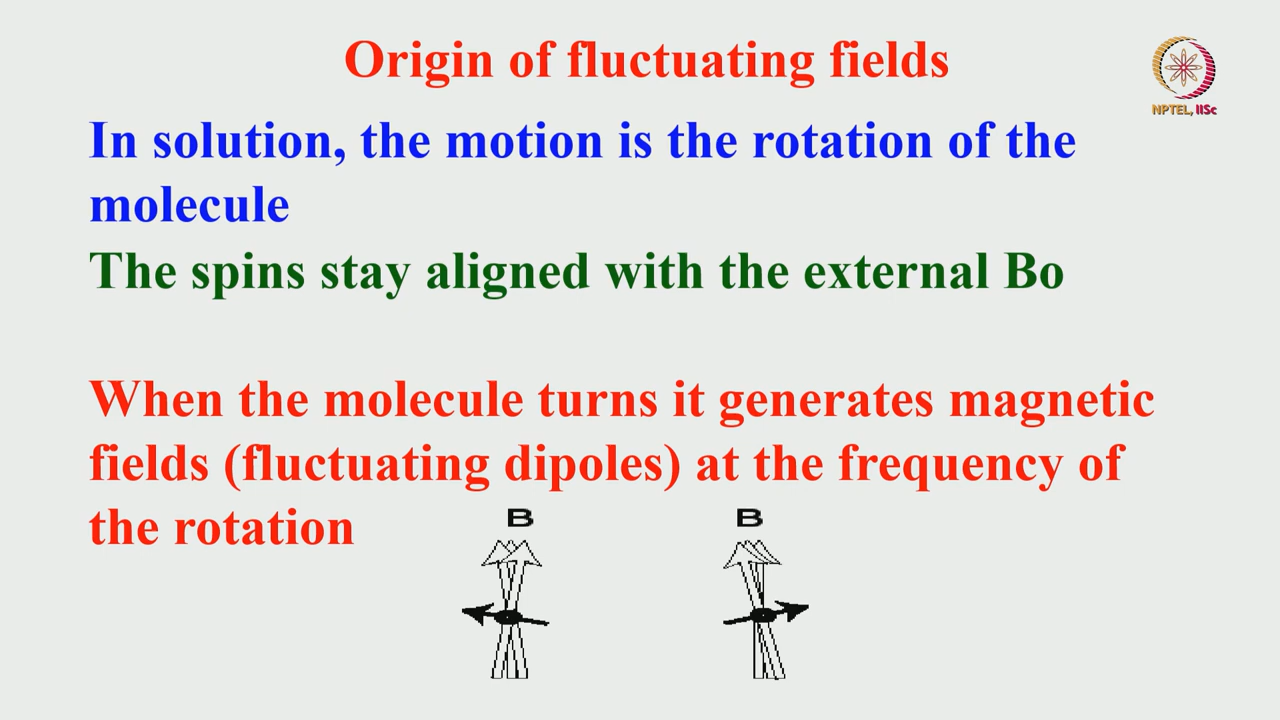 Origin of fluctuating fields
NPTEL, IISc
In solution, the motion is the rotation of the
molecule
The spins stay aligned with the external Bo
When the molecule turns it generates magnetic
fields (fluctuating dipoles) at the frequency of
the rotation
B
B